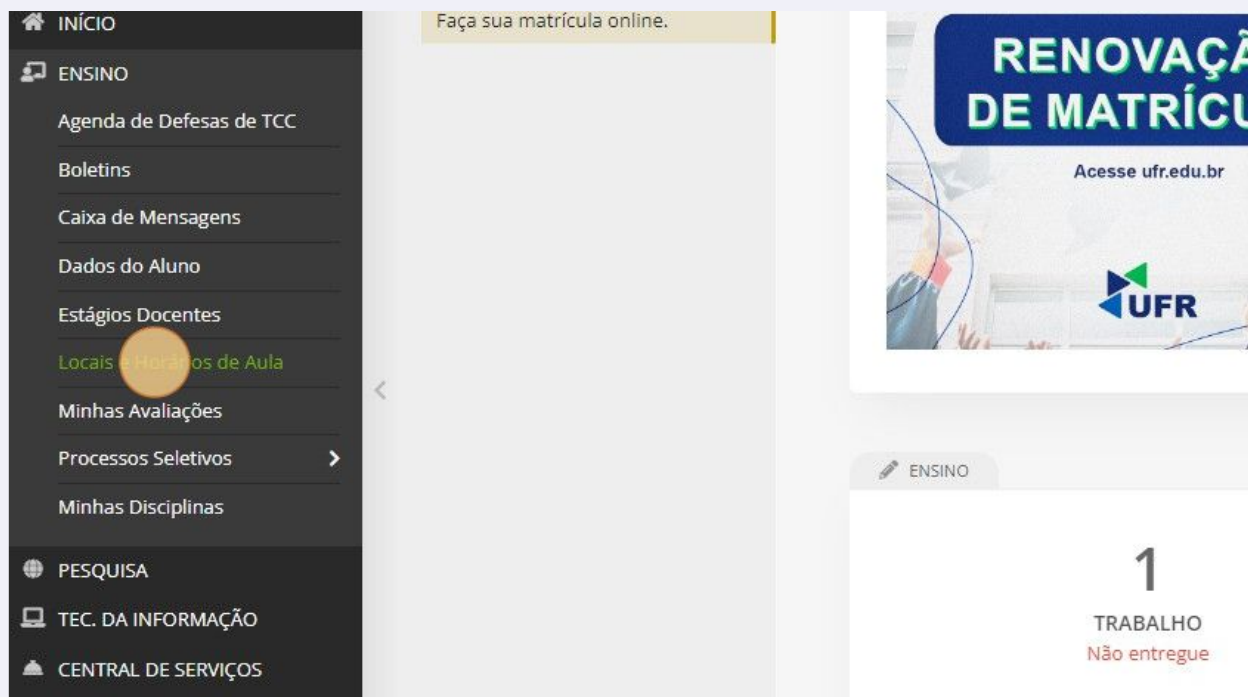 INÍCIO
ENSINO
Agenda de Defesas de TCC
Boletins
Caixa de Mensagens
Dados do Aluno
Estágios Docentes
Locais e Horários de Aula
Minhas Avaliações
Processos Seletivos
Minhas Disciplinas
PESQUISA
TEC. DA INFORMAÇÃO
CENTRAL DE SERVIÇOS
Faça sua matrícula online.
RENOVAÇÃ
DE MATRÍCU
Acesse ufr.edu.br
UFR
ENSINO
1
TRABALHO
Não entregue